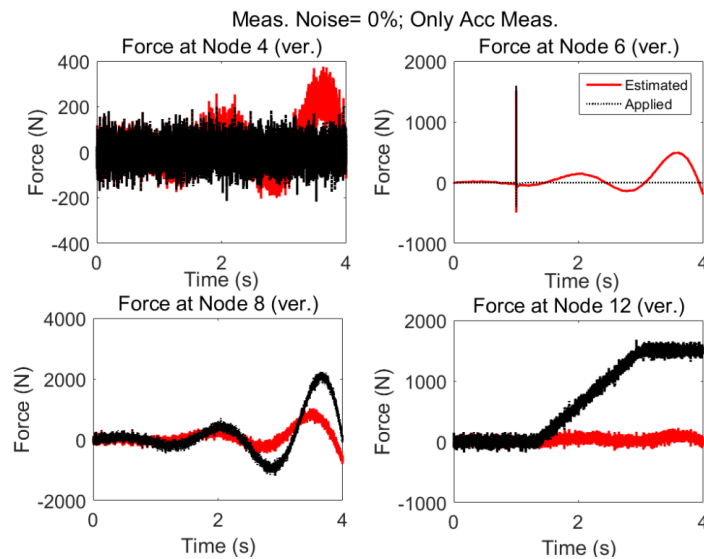 Meas. Noise= 0%; Only Acc Meas.
Force at Node 4 (ver.)
Force (N)
400
200
0
-200
-400
0
2
4
Time (s)
Force at Node 6 (ver.)
Force (N)
2000
1000
0
-1000
Estimated
Applied
0
2
4
Time (s)
Force at Node 8 (ver.)
Force (N)
4000
2000
0
-2000
0
2
4
Time (s)
Force at Node 12 (ver.)
Force (N)
2000
1000
0
-1000
0
2
4
Time (s)